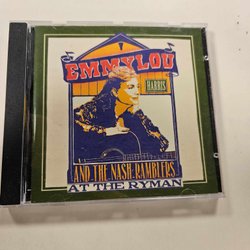 EMMYLOU
HARRIS
AND THE NASH RAMBLERS
AT THE RYMAN